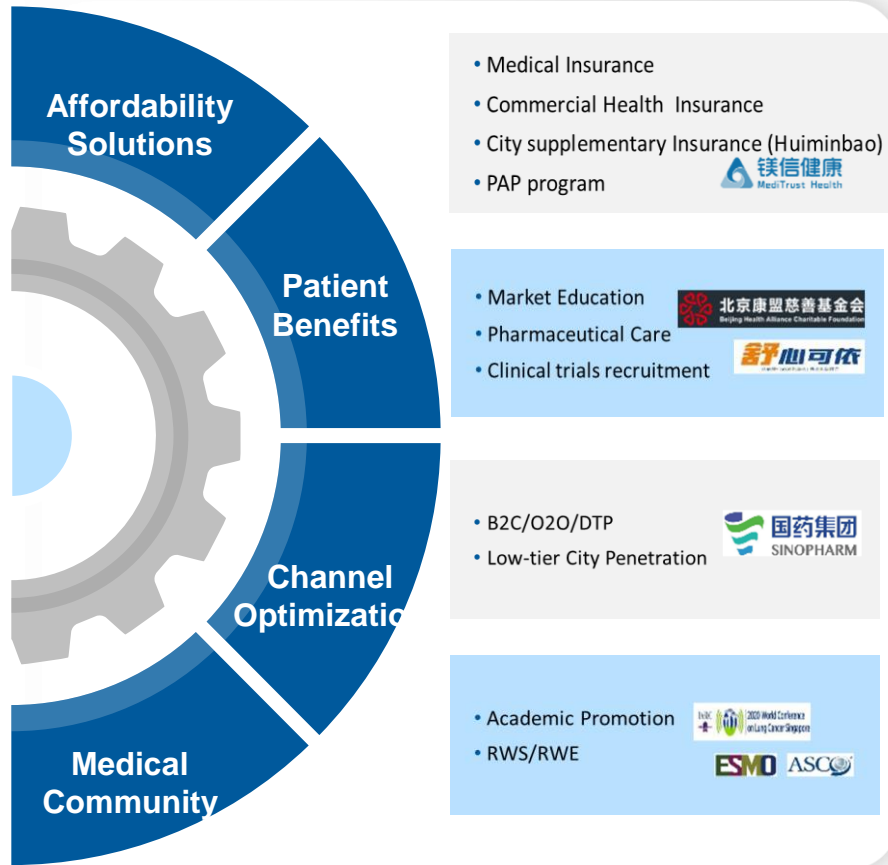 Affordability
Solutions
• Medical Insurance
• Commercial Health Insurance
• City supplementary Insurance (Huiminbao)
• PAP program
镁信健康
MediTrust Health
Patient
Benefits
• Market Education
• Pharmaceutical Care
• Clinical trials recruitment
北京康盟慈善基金会
Beijing Health Alliance Charitable Foundation
舒心可依
Channel
Optimizatio
• B2C/O2O/DTP
• Low-tier City Penetration
国药集团
SINOPHARM
Medical
Community
• Academic Promotion
• RWS/RWE
2020 World Conference
on Lung Cancer Singapore
ESMO
ASCO